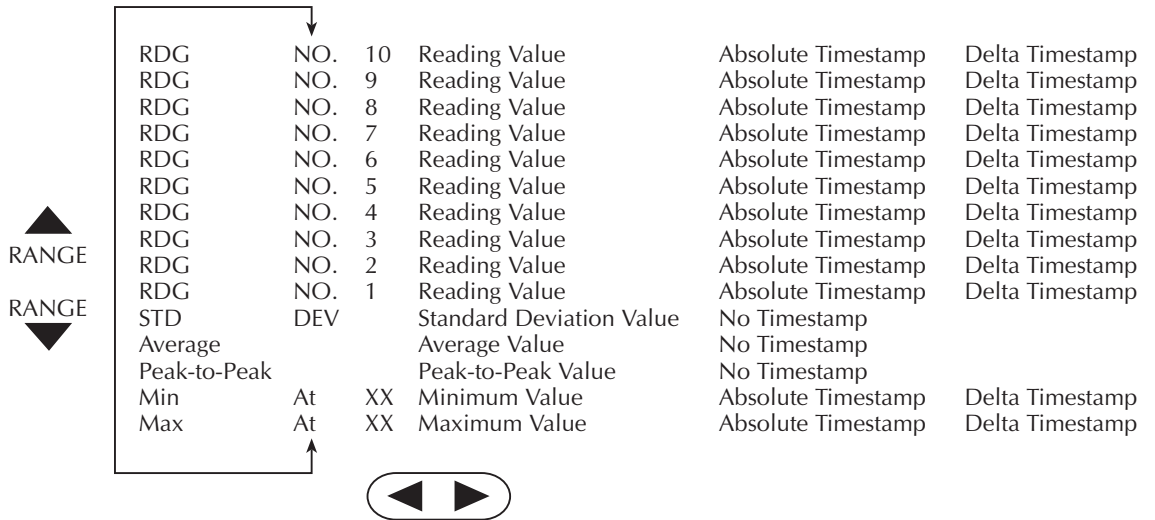 RDG NO. 10 Reading Value Absolute Timestamp Delta Timestamp
RDG NO. 9 Reading Value Absolute Timestamp Delta Timestamp
RDG NO. 8 Reading Value Absolute Timestamp Delta Timestamp
RDG NO. 7 Reading Value Absolute Timestamp Delta Timestamp
RDG NO. 6 Reading Value Absolute Timestamp Delta Timestamp
RDG NO. 5 Reading Value Absolute Timestamp Delta Timestamp
RDG NO. 4 Reading Value Absolute Timestamp Delta Timestamp
RDG NO. 3 Reading Value Absolute Timestamp Delta Timestamp
RDG NO. 2 Reading Value Absolute Timestamp Delta Timestamp
RDG NO. 1 Reading Value Absolute Timestamp Delta Timestamp
STD DEV Standard Deviation Value No Timestamp
Average Average Value No Timestamp
Peak-to-Peak Peak-to-Peak Value No Timestamp
Min At XX Minimum Value Absolute Timestamp Delta Timestamp
Max At XX Maximum Value Absolute Timestamp Delta Timestamp
RANGE
RANGE